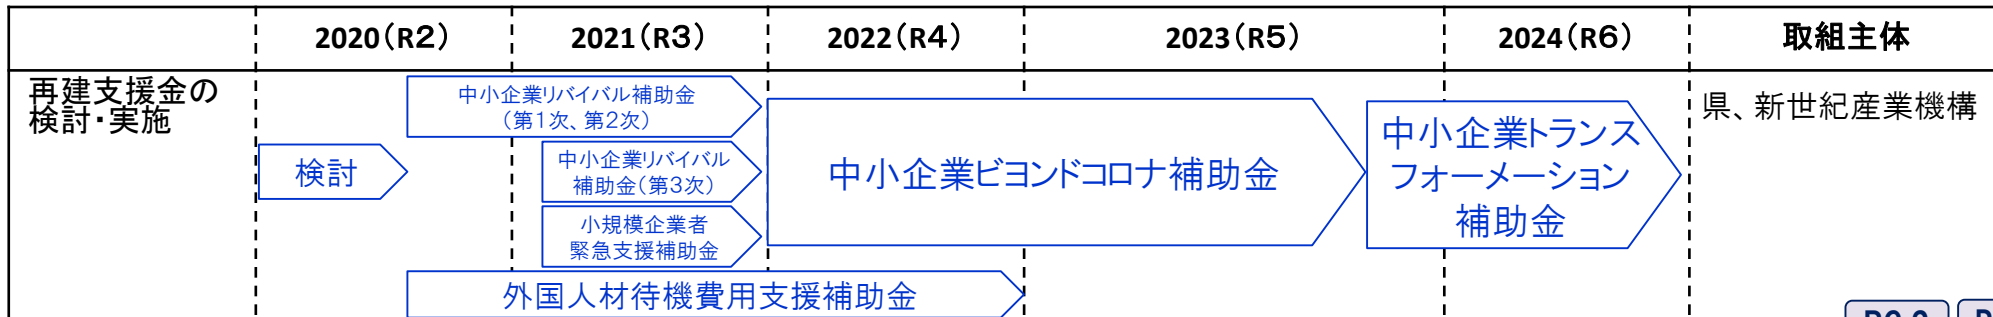 2020(R2) 2021(R3) 2022(R4) 2023(R5) 2024(R6) 取組主体
再建支援金の
検討・実施
検討
中小企業リバイバル補助金
(第1次、第2次)
中小企業リバイバル
補助金(第3次)
小規模企業者
緊急支援補助金
外国人材待機費用支援補助金
中小企業ビヨンドコロナ補助金
中小企業トランス
フォーメーション
補助金
県、新世紀産業機構